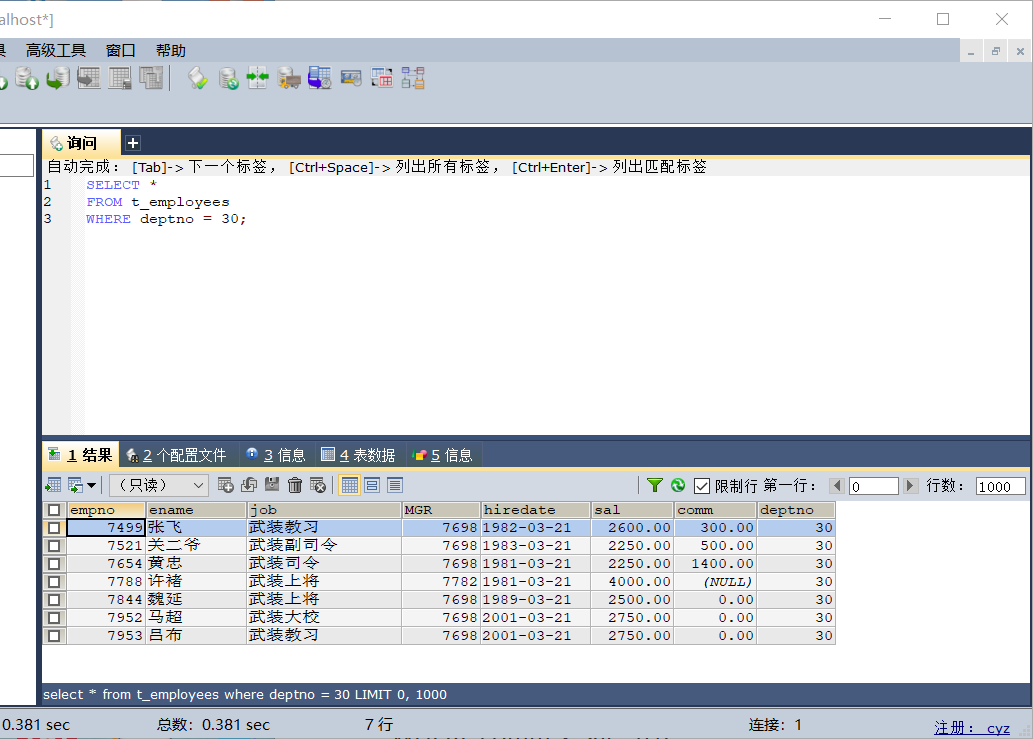 alhost*]
具 高级工具 窗口 帮助
询问
自动完成： [Tab]-> 下一个标签， [Ctrl+Space]-> 列出所有标签， [Ctrl+Enter]-> 列出匹配标签
1 SELECT *
2 FROM t_employees
3 WHERE deptno = 30;
1 结果 2 个配置文件 3 信息 4 表数据 5 信息
（只读） 限制行 第一行： 0 行数： 1000
empno ename job MGR hiredate sal comm deptno
7499 张飞 武装教习 7698 1982-03-21 2600.00 300.00 30
7521 关二爷 武装副司令 7698 1983-03-21 2250.00 500.00 30
7654 黄忠 武装司令 7698 1981-03-21 2250.00 1400.00 30
7788 许褚 武装上将 7782 1981-03-21 4000.00 (NULL) 30
7844 魏延 武装上将 7698 1989-03-21 2500.00 0.00 30
7952 马超 武装大校 7698 2001-03-21 2750.00 0.00 30
7953 吕布 武装教习 7698 2001-03-21 2750.00 0.00 30
select * from t_employees where deptno = 30 LIMIT 0, 1000
0.381 sec 总数： 0.381 sec 7 行 连接： 1 注册： cyz